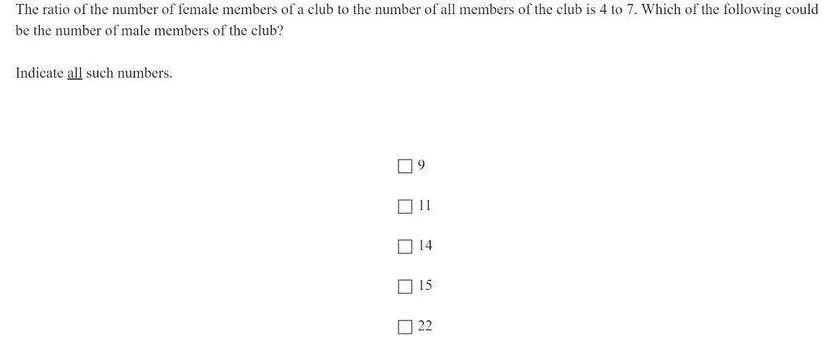 The ratio of the number of female members of a club to the number of all members of the club is 4 to 7. Which of the following could
be the number of male members of the club?
Indicate all such numbers.
9
11
14
15
22